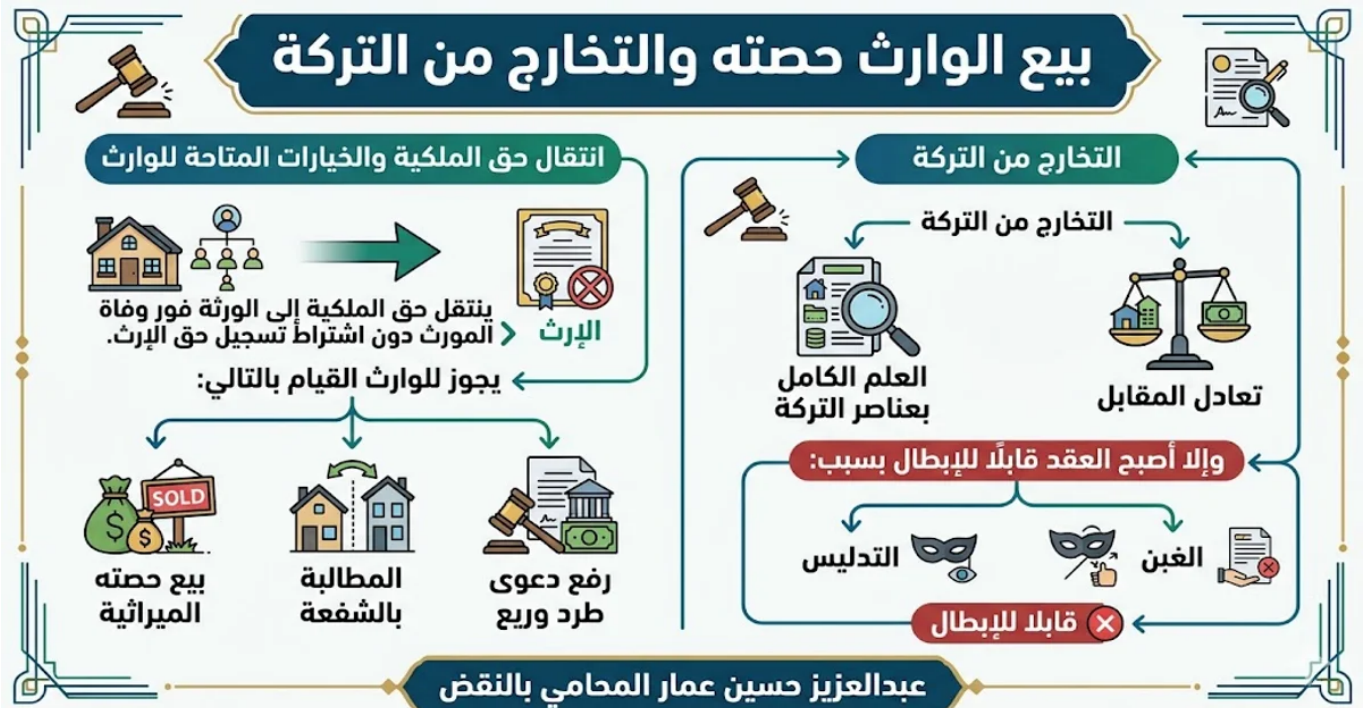 بيع الوارث حصته والتخارج من التركة
التخارج من التركة
التخارج من التركة
تعادل المقابل
العلم الكامل
بعناصر التركة
وإلا أصبح العقد قابلًا للإبطال بسبب:
الغبن
التدليس
قابلا للإبطال
انتقال حق الملكية والخيارات المتاحة للوارث
الإرث
ينتقل حق الملكية إلى الورثة فور وفاة
المورث دون اشتراط تسجيل حق الإرث.
يجوز للوارث القيام بالتالي:
رفع دعوى
طرد وريع
المطالبة
بالشفعة
SOLD
بيع حصته
الميراثية
عبدالعزيز حسين عمار المحامي بالنقض